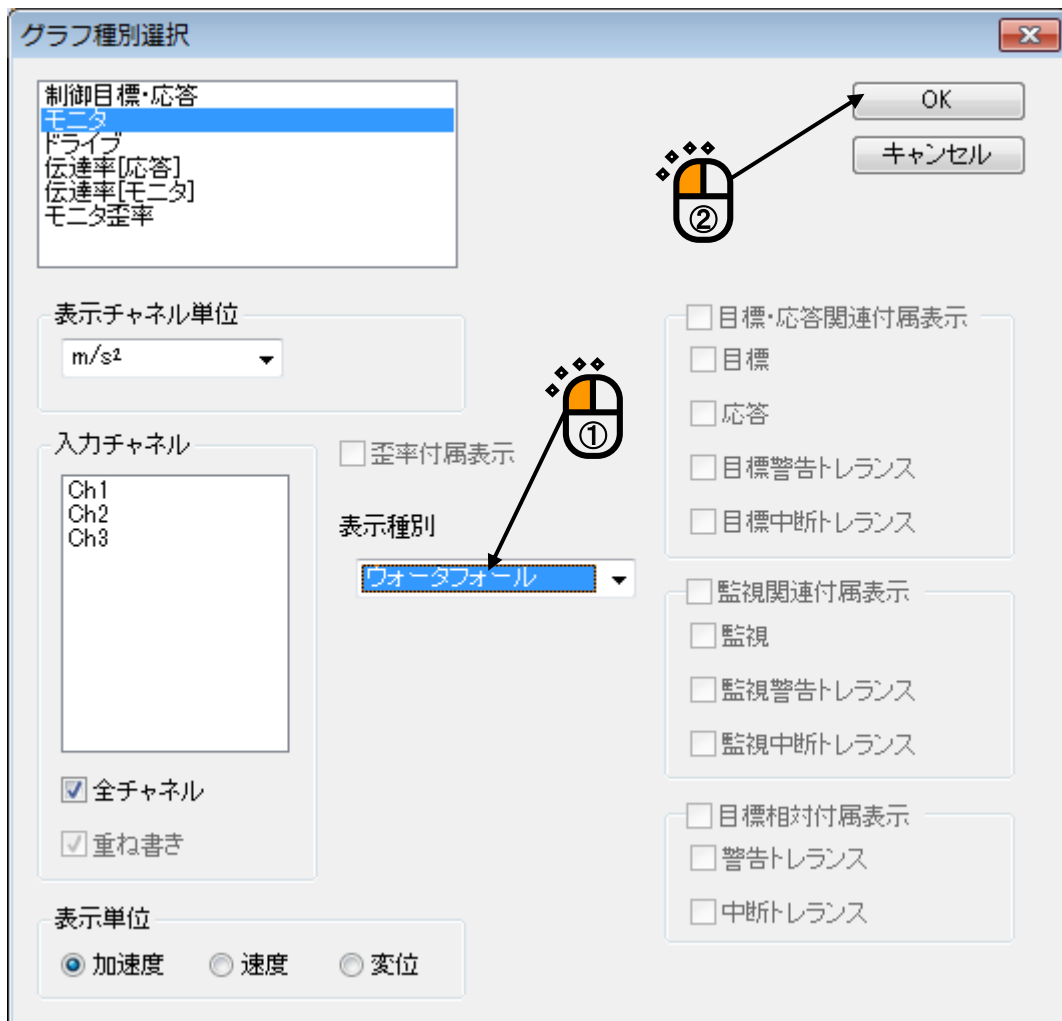 グラフ種別選択
制御目標・応答
モニタ
ドライブ
伝達率[応答]
伝達率[モニタ]
モニタ歪率
OK
キャンセル
②
表示チャネル単位
m/s²
入力チャネル
Ch1
Ch2
Ch3
全チャネル
重ね書き
歪率付属表示
①
表示種別
ウォータフォール
表示単位
加速度
速度
変位
目標・応答関連付属表示
目標
応答
目標警告トレランス
目標中断トレランス
監視関連付属表示
監視
監視警告トレランス
監視中断トレランス
目標相対付属表示
警告トレランス
中断トレランス